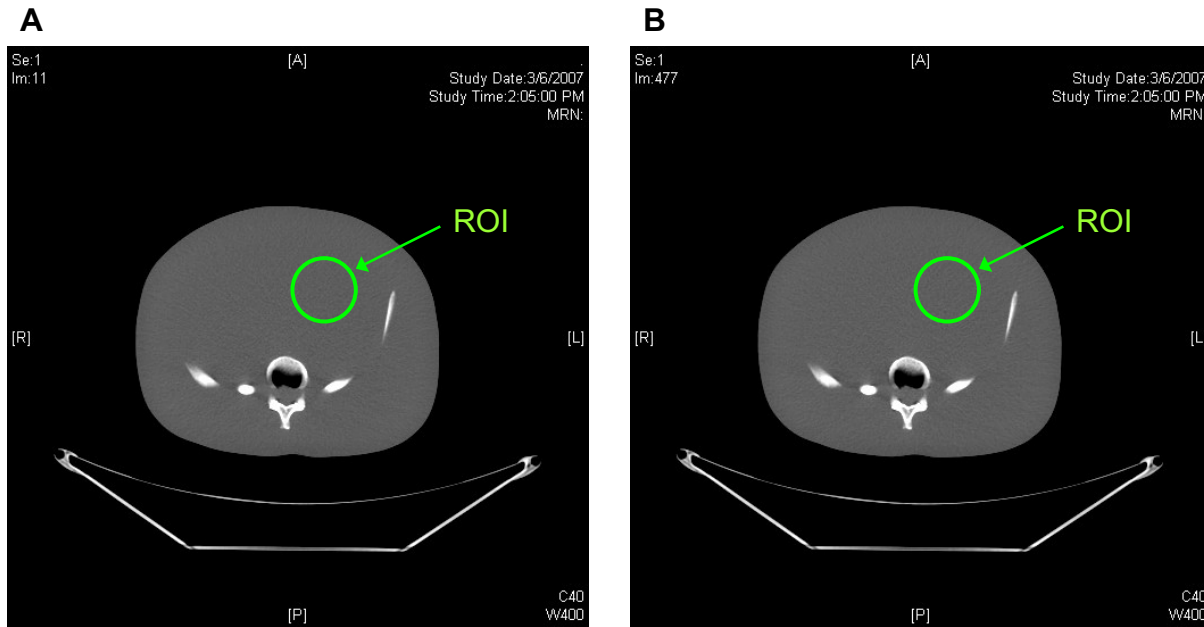 A
Se:1
Im:11
[A]
.
Study Date:3/6/2007
Study Time:2:05:00 PM
MRN:
ROI
[R]
[L]
C40
W400
[P]
B
Se:1
Im:477
[A]
Study Date:3/6/2007
Study Time:2:05:00 PM
MRN:
ROI
[R]
[L
C40
W400
[P]